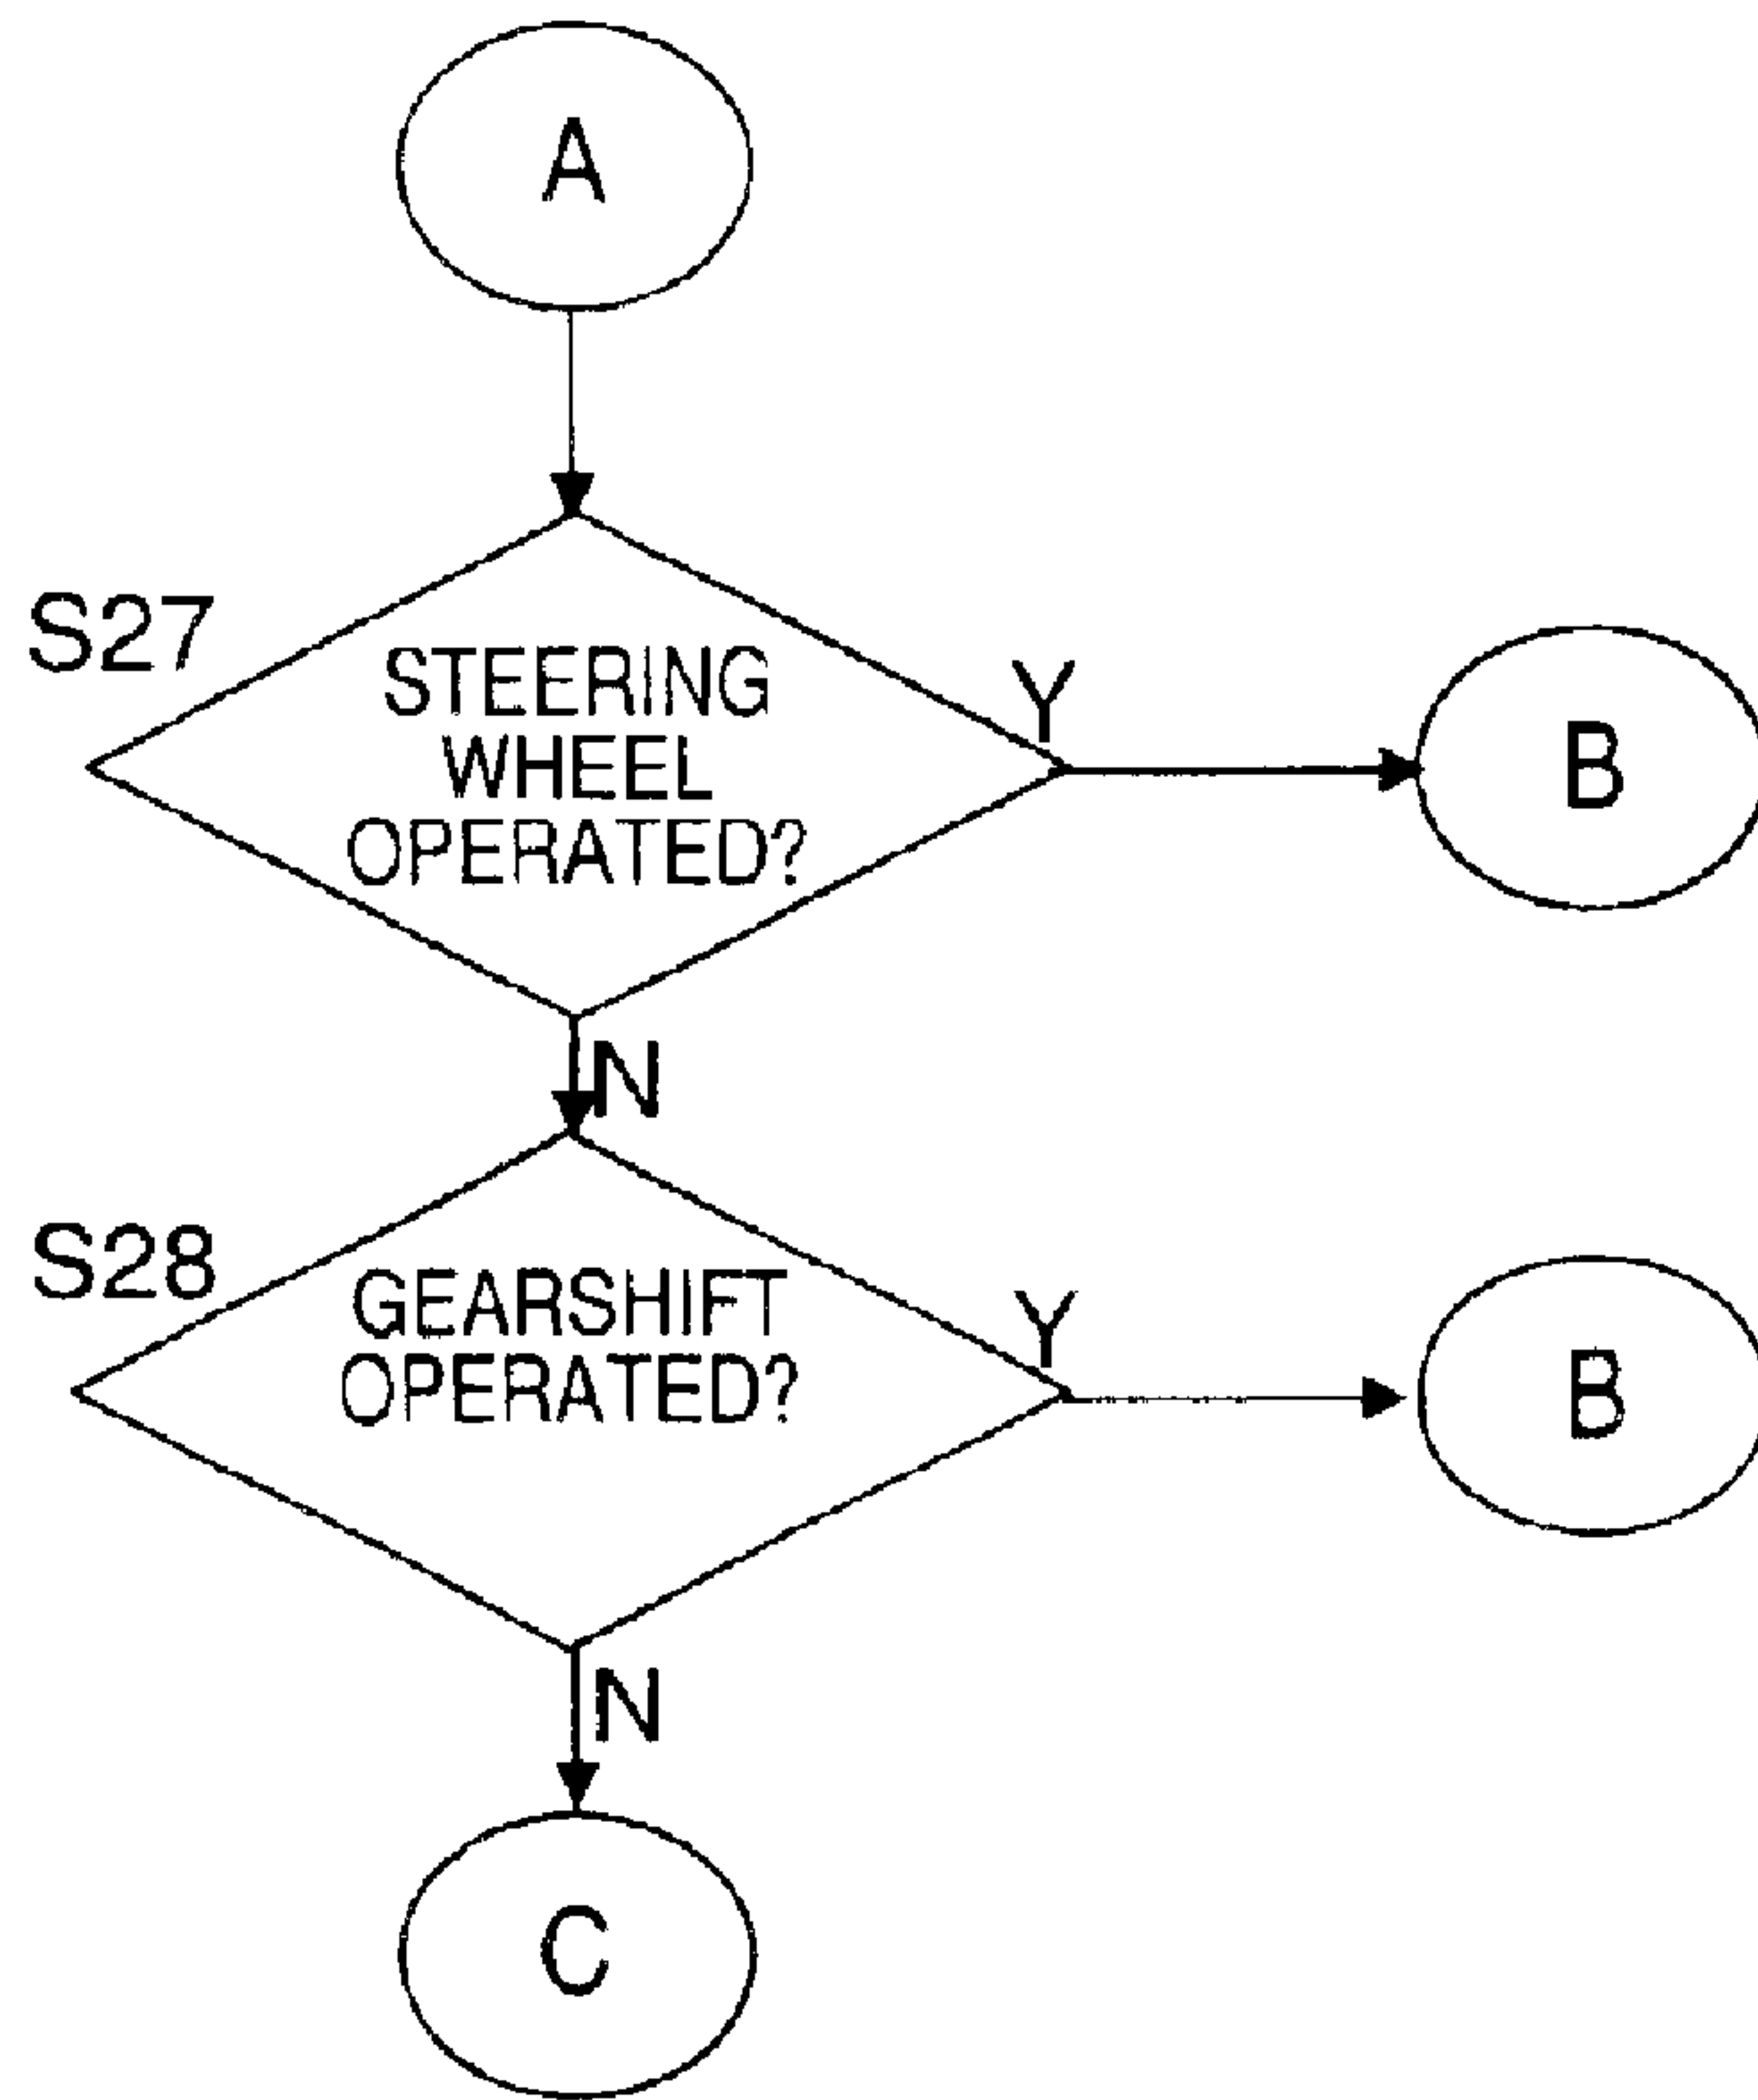 A
S27
STEERING
WHEEL
OPERATED?
Y
B
N
S28
GEARSHIFT
OPERATED?
Y
B
N
C